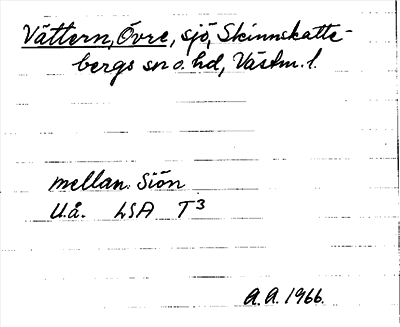 Vättern, Övre, sjö, Skinnskatte-
bergs sn o. hd, Västm. l.
mellan Siön
U.å. LSA T3
A.A. 1966.